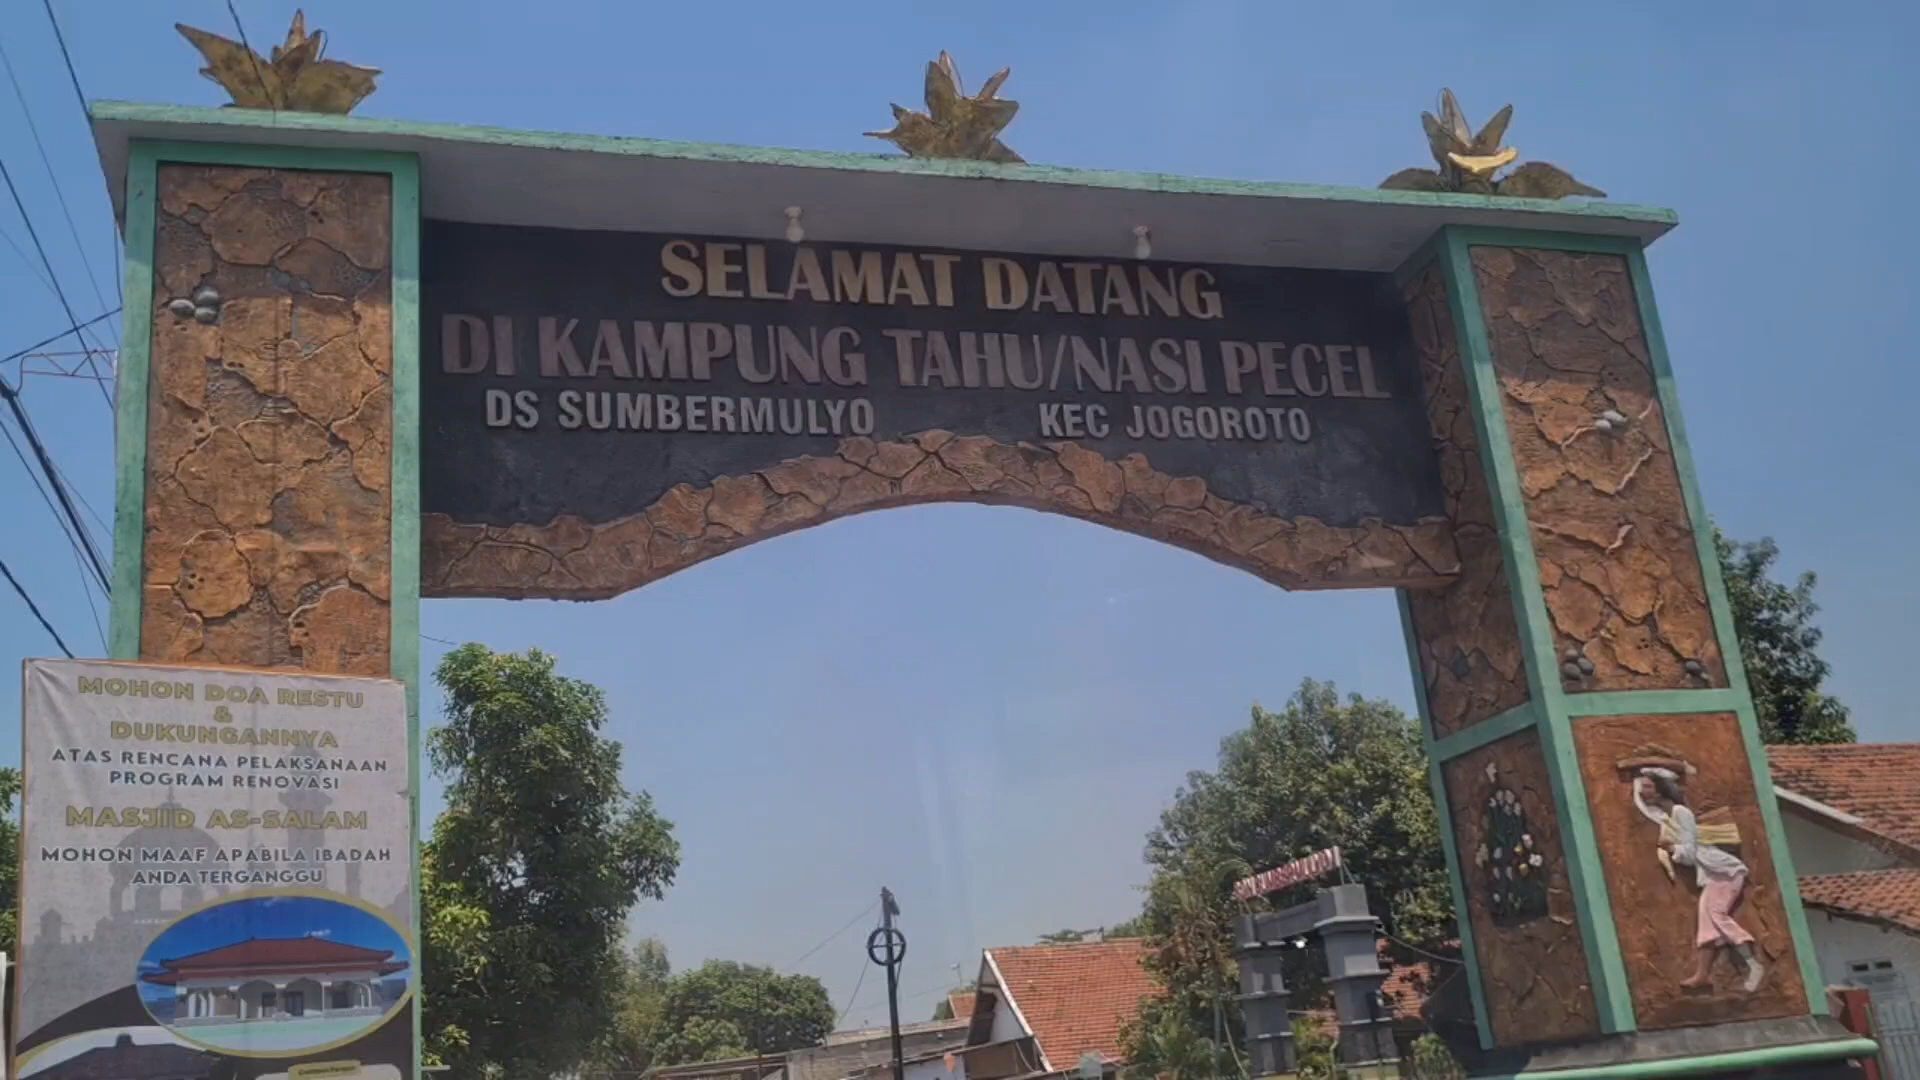 SELAMAT DATANG
DI KAMPUNG TAHU/NASI PECEL
DS SUMBERMULYO KEC JOGOROTO
MOHON DOA RESTU
&
DUKUNGANNYA
ATAS RENCANA PELAKSANAAN
PROGRAM RENOVASI
MASJID AS-SALAM
MOHON MAAF APABILA IBADAH
ANDA TERGANGGU